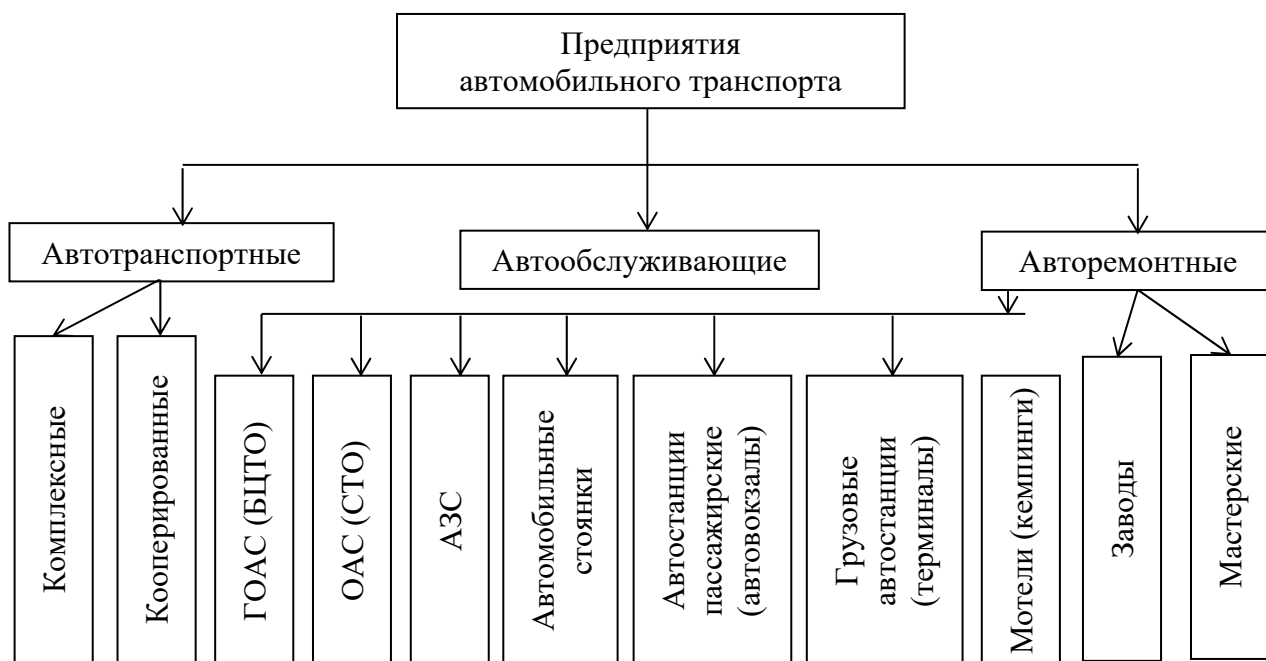 Предприятия
автомобильного транспорта
Автотранспортные
Автообслуживающие
Авторемонтные
Комплексные
Кооперированные
ГОАС (БЦТО)
ОАС (СТО)
АЗС
Автомобильные
стоянки
Автостанции
пассажирские
(автовокзалы)
Грузовые
автостанции
(терминалы)
Мотели (кемпинги)
Заводы
Мастерские